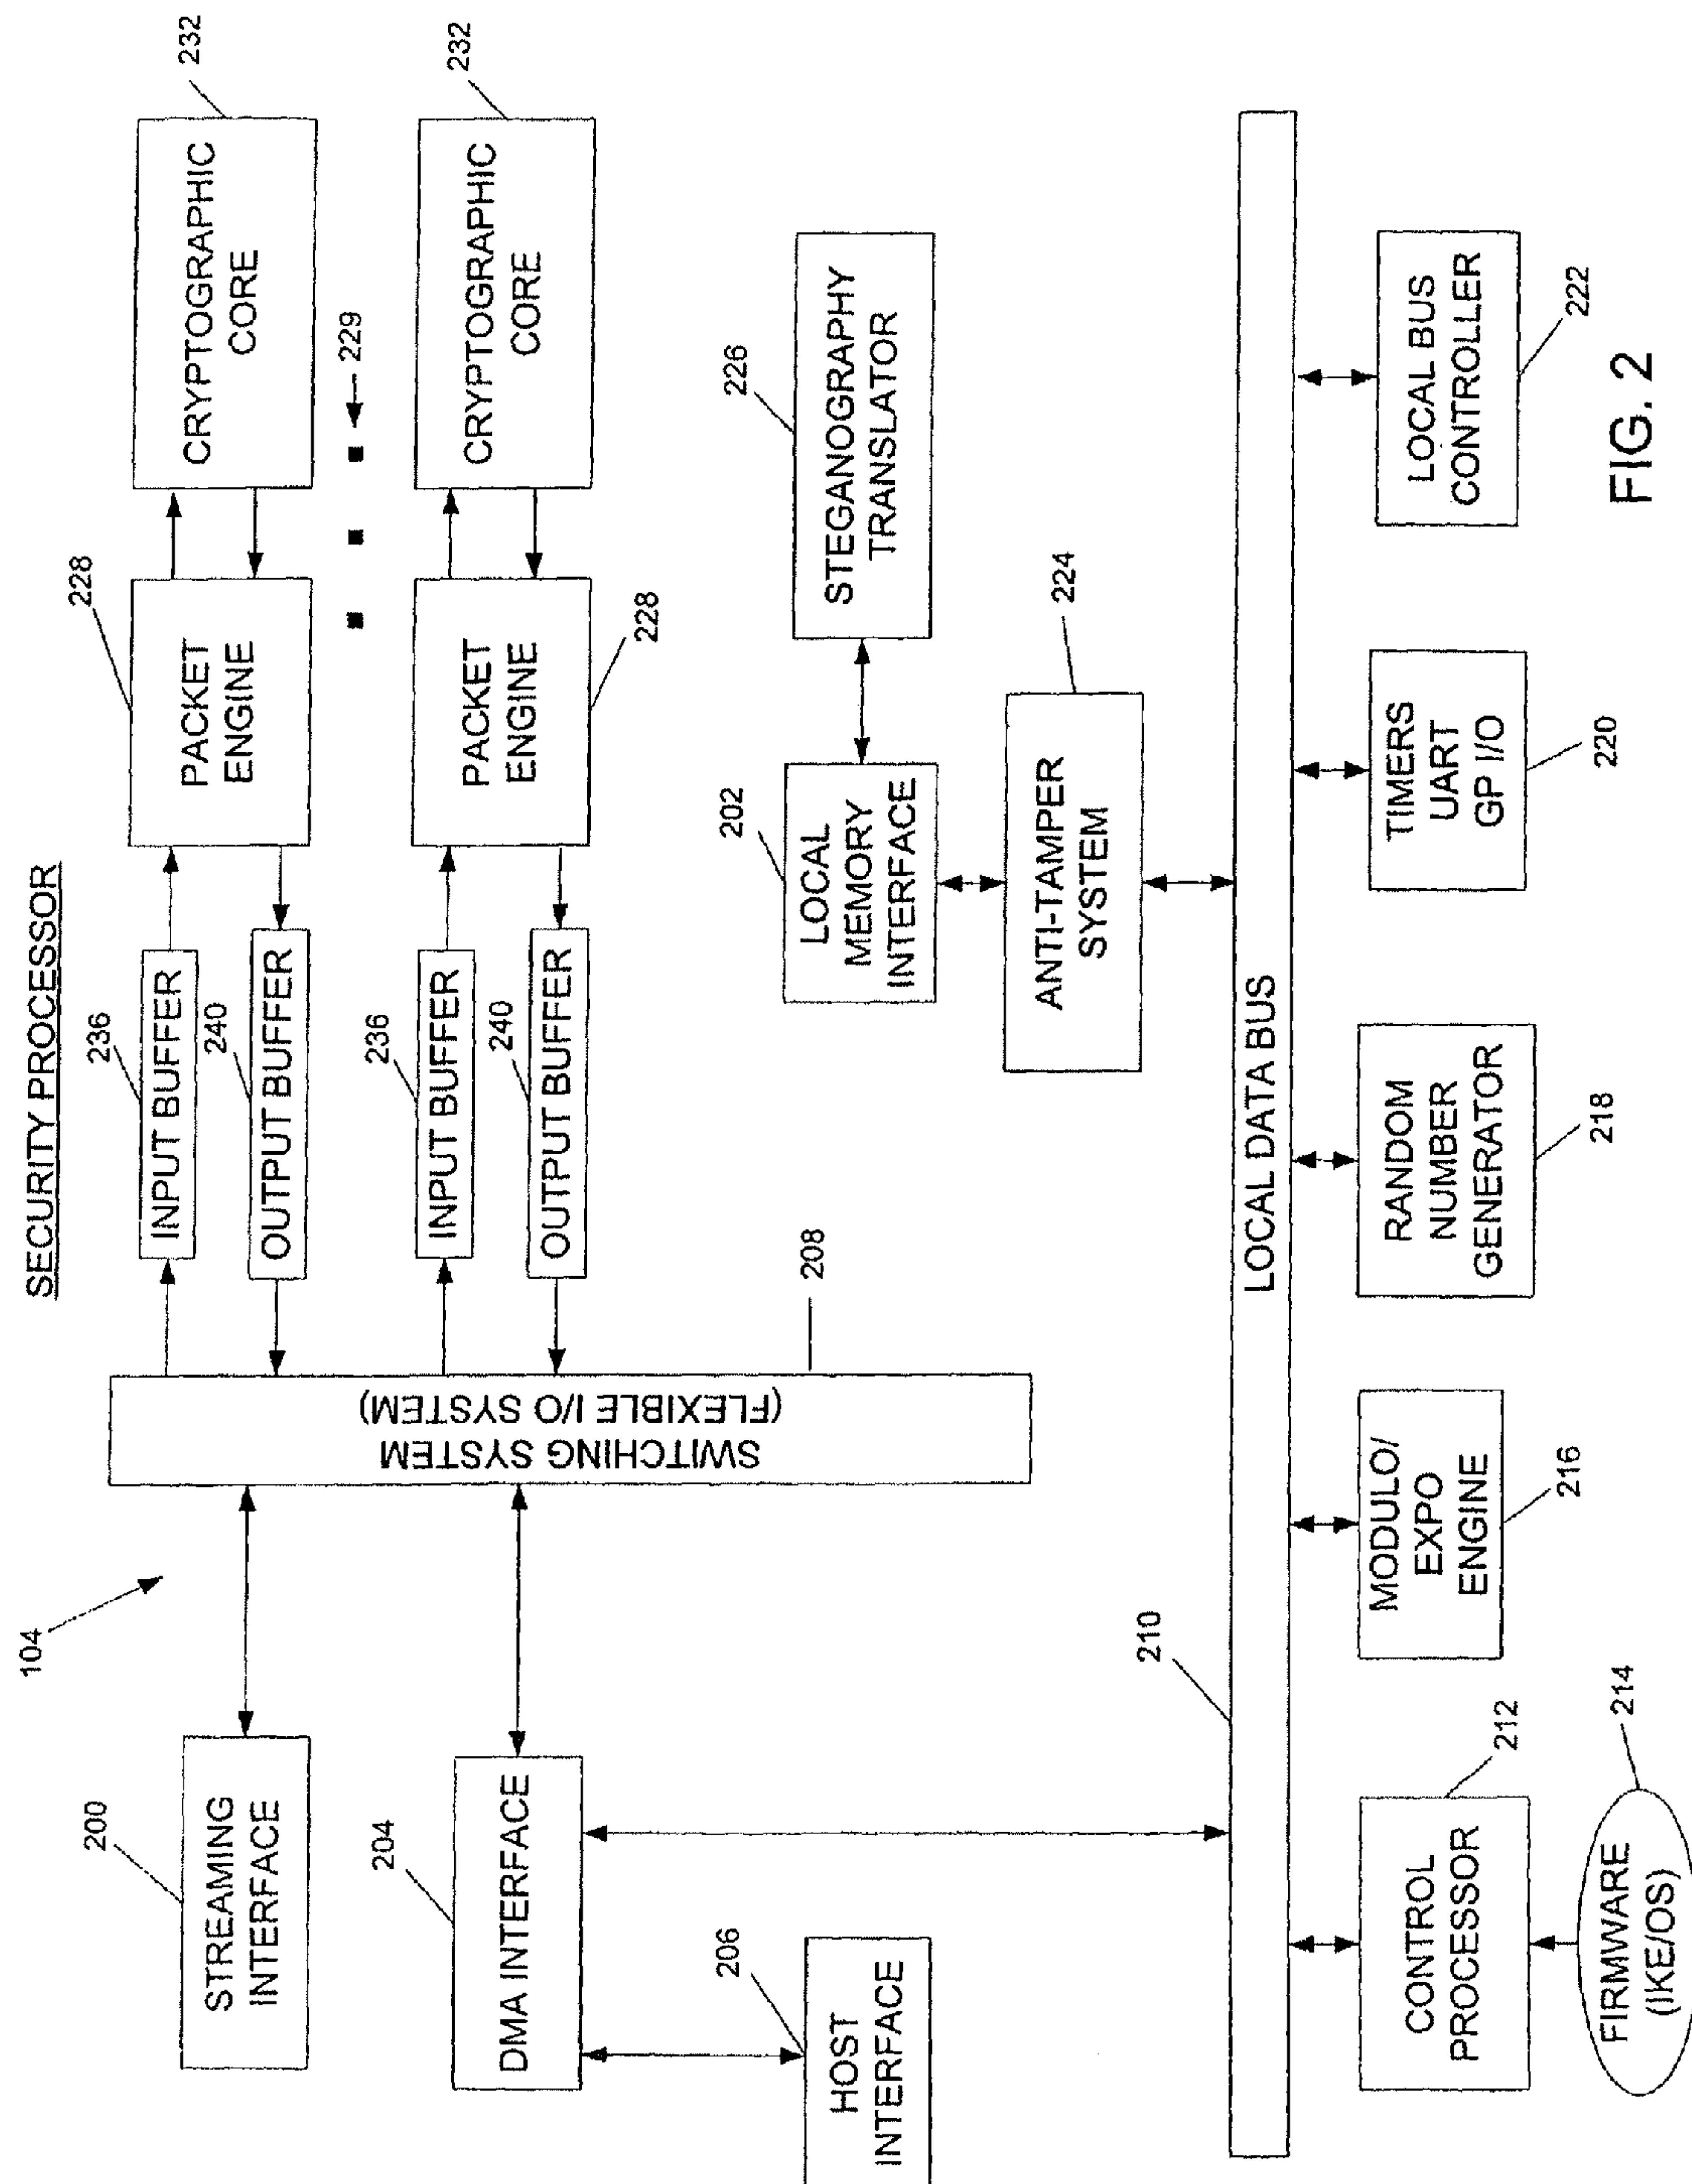 SECURITY PROCESSOR
104
200
STREAMING
INTERFACE
204
DMA INTERFACE
206
HOST
INTERFACE
SWITCHING SYSTEM
(FLEXIBLE I/O SYSTEM)
208
236
INPUT BUFFER
240
OUTPUT BUFFER
228
PACKET
ENGINE
232
CRYPTOGRAPHIC
CORE
229
236
INPUT BUFFER
240
OUTPUT BUFFER
PACKET
ENGINE
228
232
CRYPTOGRAPHIC
CORE
202
LOCAL
MEMORY
INTERFACE
226
STEGANOGRAPHY
TRANSLATOR
224
ANTI-TAMPER
SYSTEM
210
LOCAL DATA BUS
CONTROL
PROCESSOR
212
FIRMWARE
(IKE/OS)
214
MODULO/
EXPO
ENGINE
216
RANDOM
NUMBER
GENERATOR
218
TIMERS
UART
GP I/O
220
LOCAL BUS
CONTROLLER
222
FIG. 2